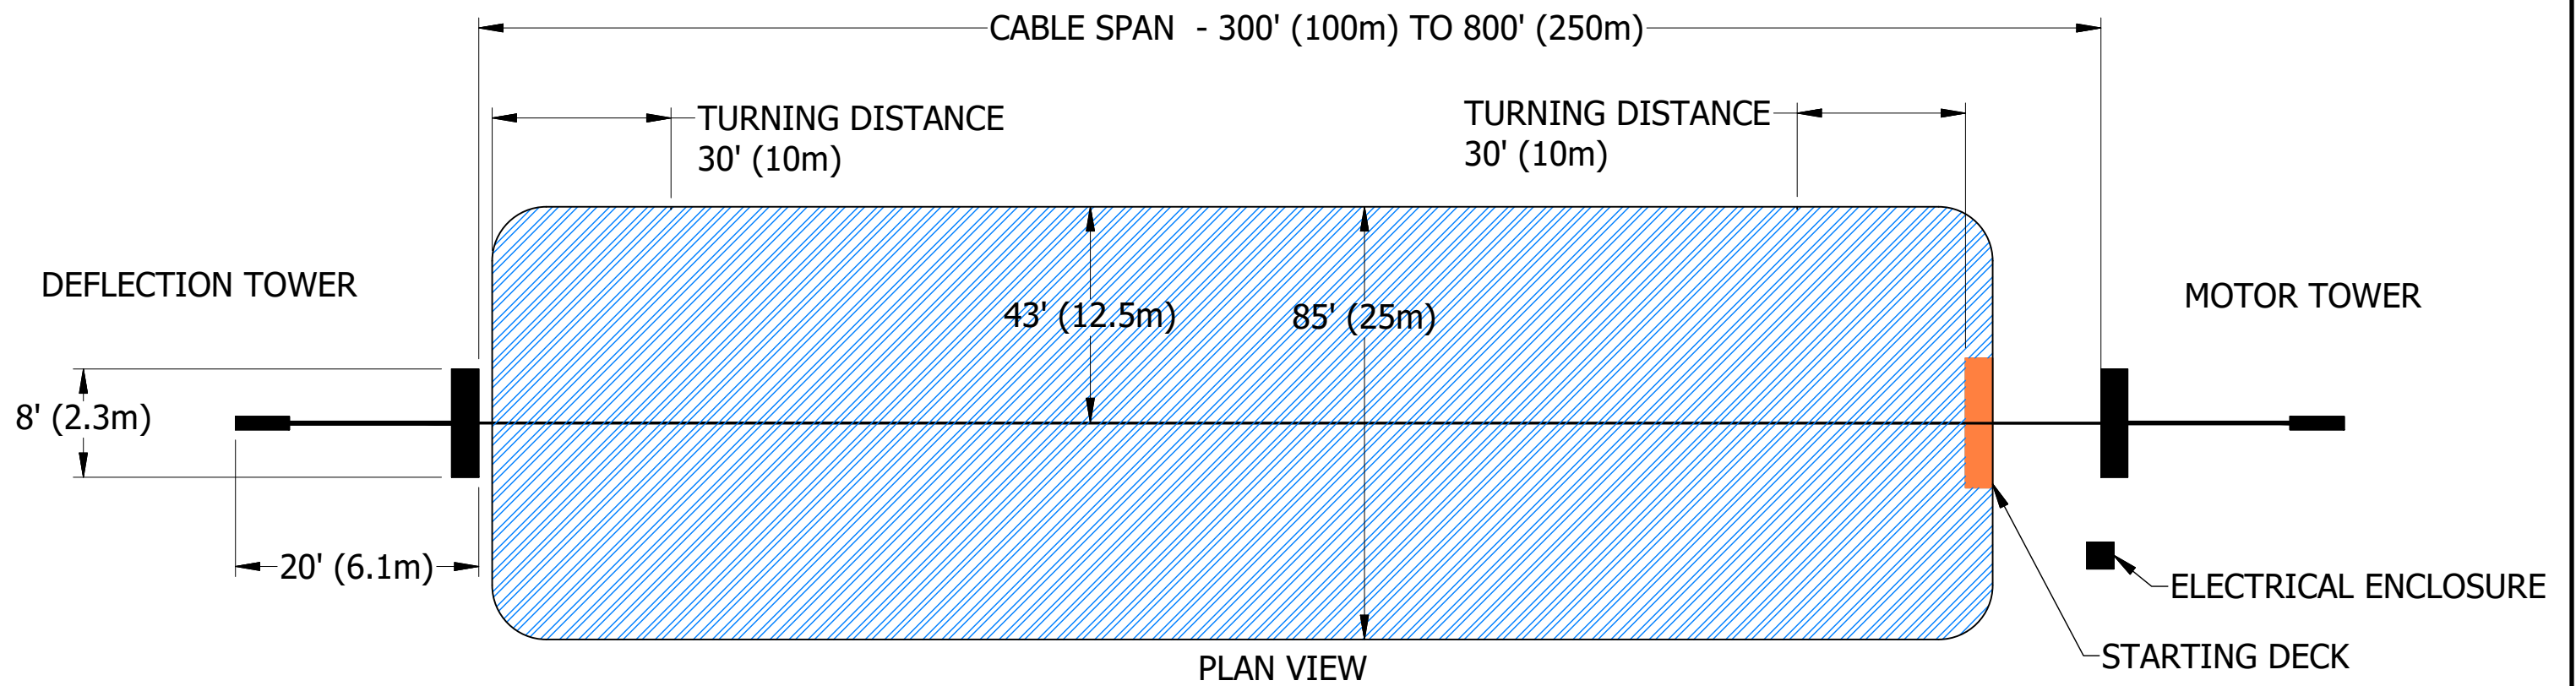 CABLE SPAN - 300' (100m) TO 800' (250m)
TURNING DISTANCE
30' (10m)
TURNING DISTANCE
30' (10m)
DEFLECTION TOWER
MOTOR TOWER
43' (12.5m)
85' (25m)
8' (2.3m)
20' (6.1m)
ELECTRICAL ENCLOSURE
STARTING DECK
PLAN VIEW